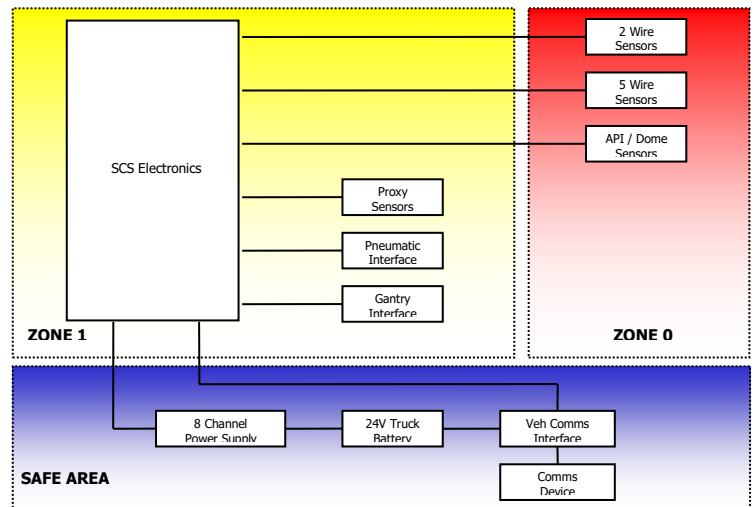 2 Wire
Sensors
5 Wire
Sensors
API / Dome
Sensors
SCS Electronics
Proxy
Sensors
Pneumatic
Interface
Gantry
Interface
ZONE 1
ZONE 0
8 Channel
Power Supply
24V Truck
Battery
Veh Comms
Interface
Comms
Device
SAFE AREA